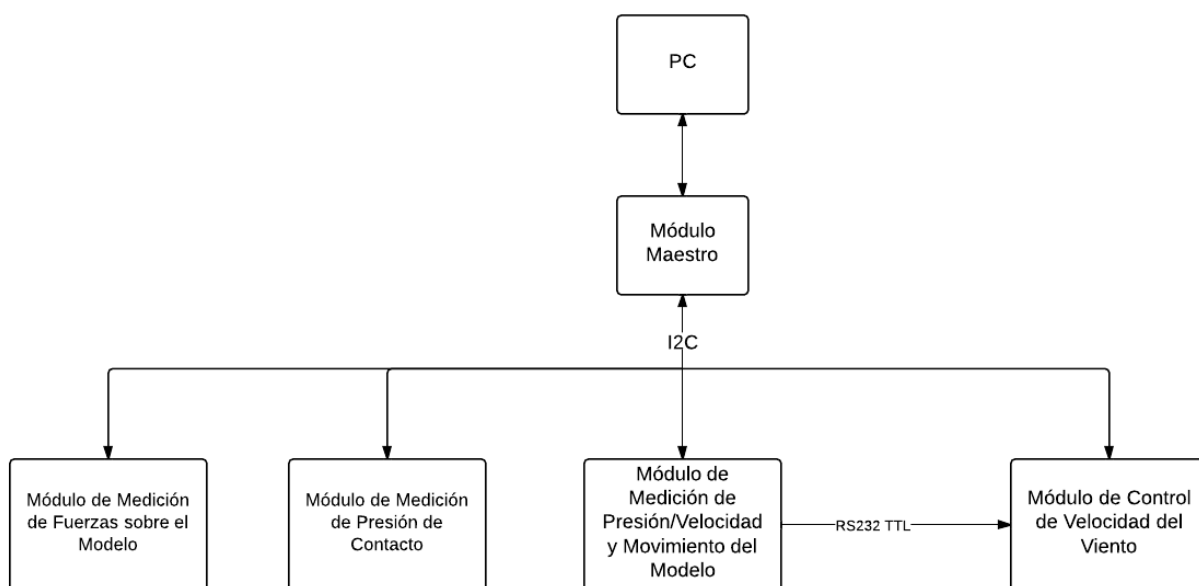 PC
Módulo
Maestro
I2C
Módulo de Medición
de Fuerzas sobre el
Modelo
Módulo de Medición
de Presión de
Contacto
Módulo de
Medición de
Presión/Velocidad
y Movimiento del
Modelo
RS232 TTL
Módulo de Control
de Velocidad del
Viento